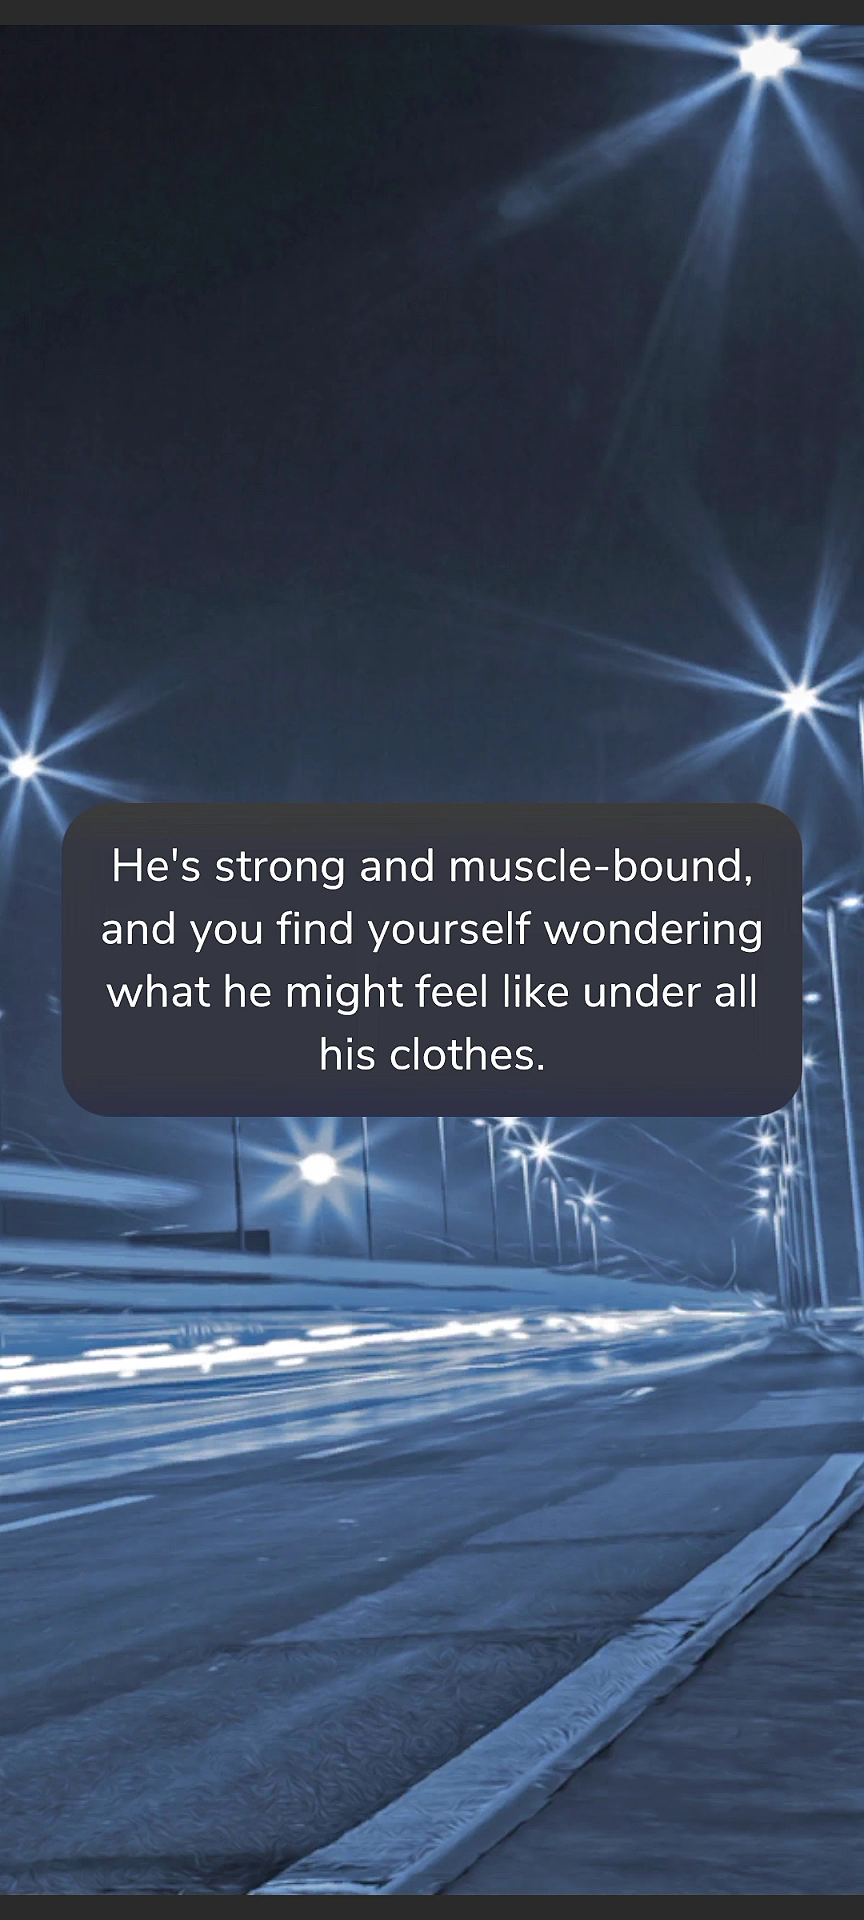 He's strong and muscle-bound,
and you find yourself wondering
what he might feel like under all
his clothes.